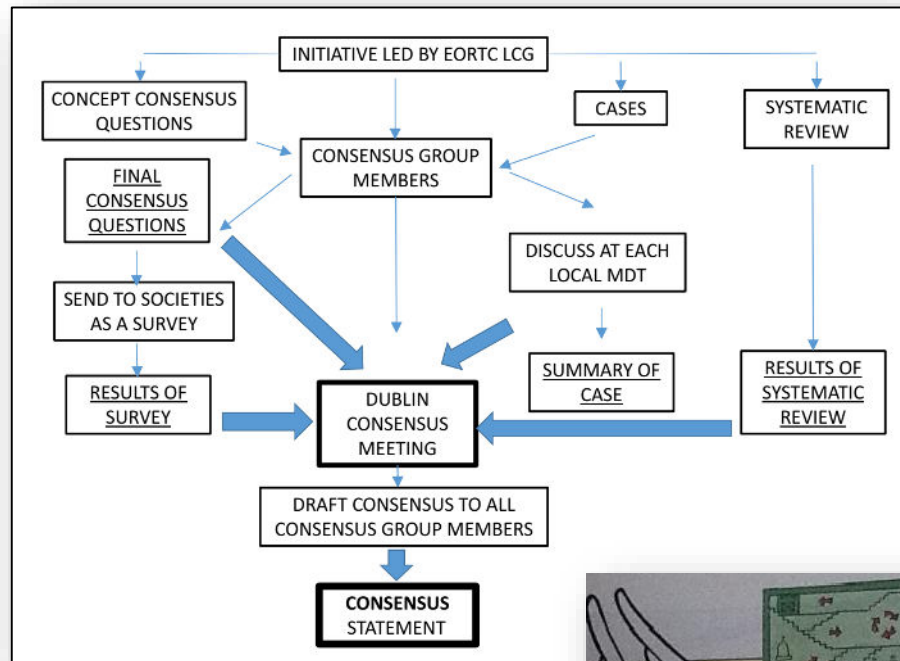 INITIATIVE LED BY EORTC LCG
CONCEPT CONSENSUS
QUESTIONS
CASES
SYSTEMATIC
REVIEW
CONSENSUS GROUP
MEMBERS
FINAL
CONSENSUS
QUESTIONS
DISCUSS AT EACH
LOCAL MDT
SEND TO SOCIETIES
AS A SURVEY
SUMMARY OF
CASE
RESULTS OF
SYSTEMATIC
REVIEW
RESULTS OF
SURVEY
DUBLIN
CONSENSUS
MEETING
DRAFT CONSENSUS TO ALL
CONSENSUS GROUP MEMBERS
CONSENSUS
STATEMENT